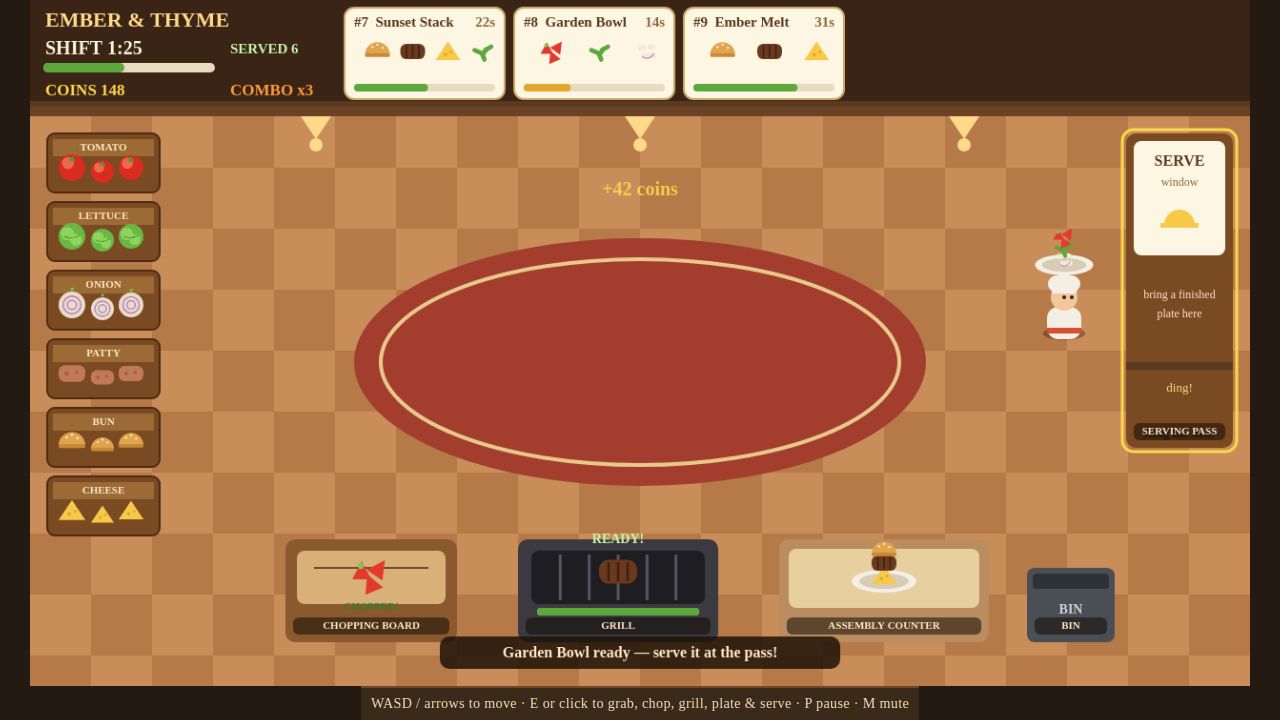 EMBER & THYME
SHIFT 1:25
SERVED 6
COINS 148
COMBO x3
#7 Sunset Stack 22s
#8 Garden Bowl 14s
#9 Ember Melt 31s
+42 coins
TOMATO
LETTUCE
ONION
PATTY
BUN
CHEESE
SERVE
window
bring a finished
plate here
ding!
SERVING PASS
READY!
CHOPPED!
CHOPPING BOARD
GRILL
ASSEMBLY COUNTER
BIN
BIN
Garden Bowl ready — serve it at the pass!
WASD / arrows to move · E or click to grab, chop, grill, plate & serve · P pause · M mute